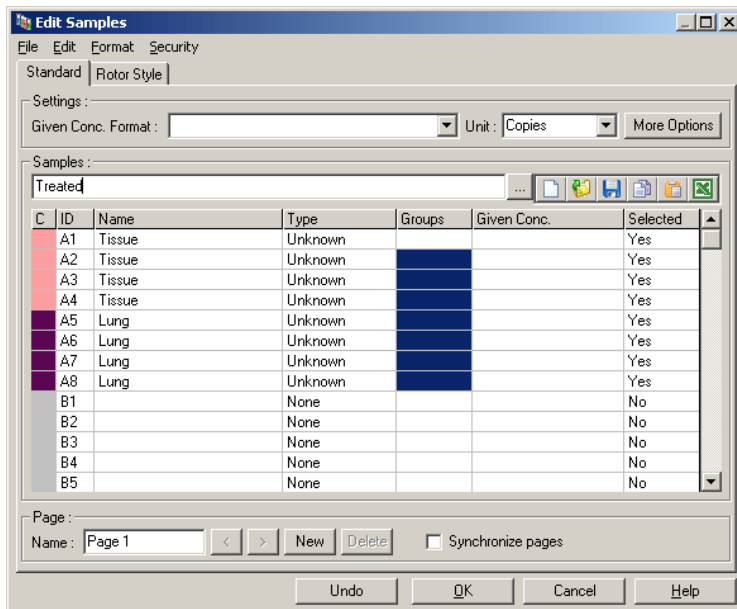 Edit Samples
File Edit Format Security
Standard Rotor Style
Settings :
Given Conc. Format : Unit : Copies More Options
Samples :
Treated ...
C ID Name Type Groups Given Conc. Selected
A1 Tissue Unknown Yes
A2 Tissue Unknown Yes
A3 Tissue Unknown Yes
A4 Tissue Unknown Yes
A5 Lung Unknown Yes
A6 Lung Unknown Yes
A7 Lung Unknown Yes
A8 Lung Unknown Yes
B1 None No
B2 None No
B3 None No
B4 None No
B5 None No
Page :
Name : Page 1 < > New Delete Synchronize pages
Undo OK Cancel Help